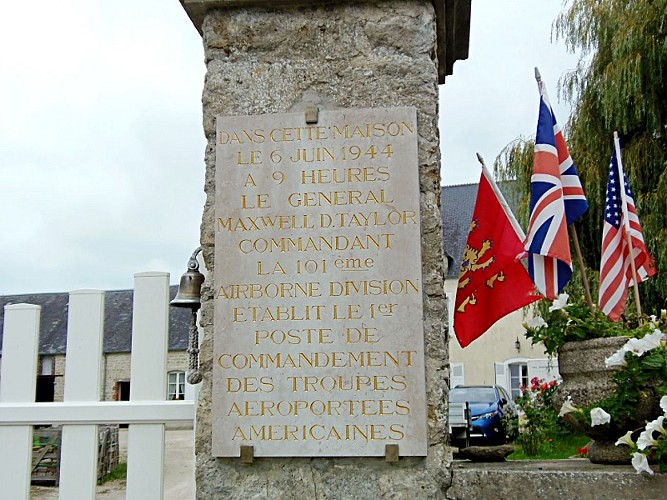 DANS CETTE MAISON
LE 6 JUIN 1944
A 9 HEURES
LE GENERAL
MAXWELL D. TAYLOR
COMMANDANT
LA 101ème
AIRBORNE DIVISION
ETABLIT LE 1er
POSTE DE
COMMANDEMENT
DES TROUPES
AEROPORTEES
AMERICAINES